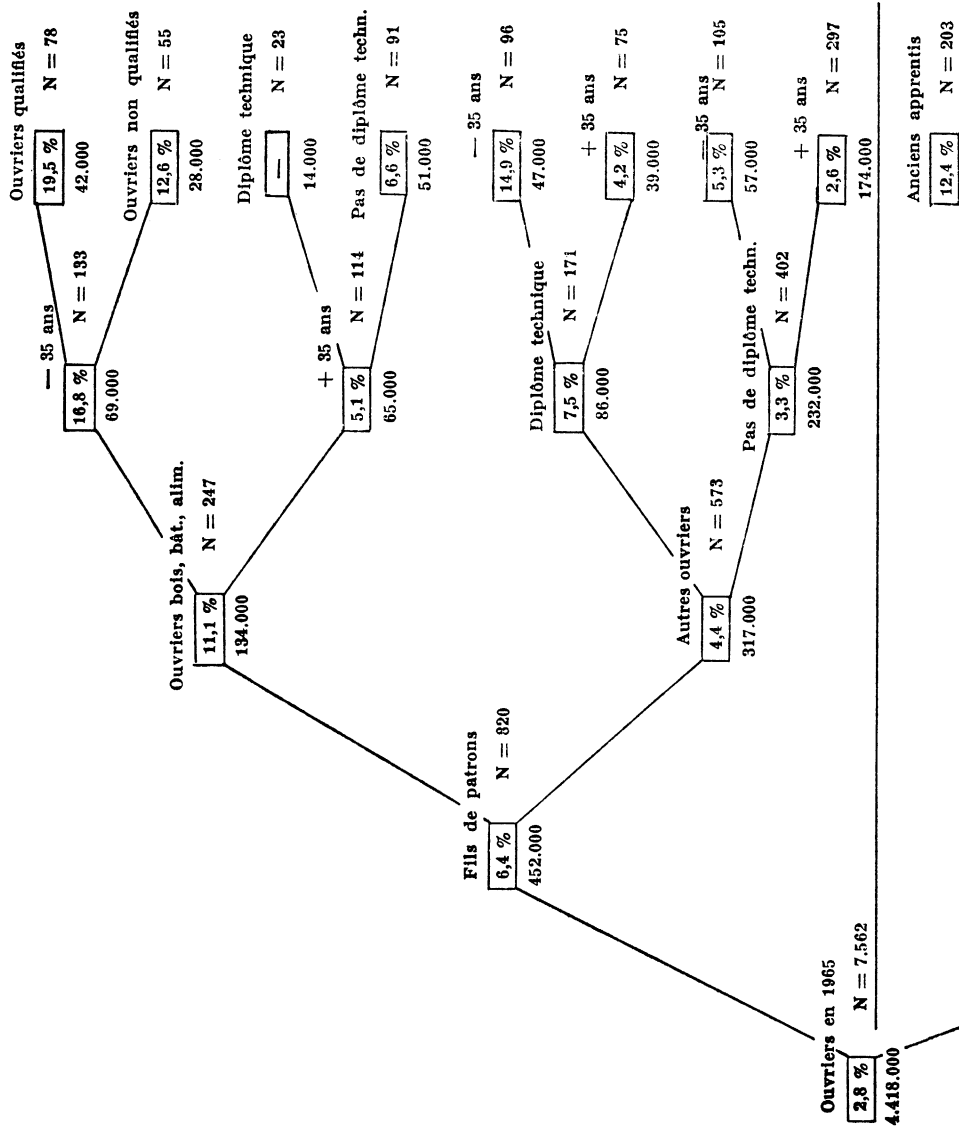 Ouvriers en 1965
2,8 % N = 7.562
4.418.000
Fils de patrons
6,4 % N = 820
452.000
Ouvriers bois, bât., alim.
11,1 % N = 247
134.000
Autres ouvriers
4,4 % N = 573
317.000
— 35 ans
16,8 % N = 133
69.000
+ 35 ans
5,1 % N = 114
65.000
Diplôme technique
7,5 % N = 171
86.000
Pas de diplôme techn.
3,3 % N = 402
232.000
Ouvriers qualifiés
19,5 % N = 78
42.000
Ouvriers non qualifiés
12,6 % N = 55
28.000
Diplôme technique
— N = 23
14.000
Pas de diplôme techn.
6,6 % N = 91
51.000
— 35 ans
14,9 % N = 96
47.000
+ 35 ans
4,2 % N = 75
39.000
— 35 ans
5,3 % N = 105
57.000
+ 35 ans
2,6 % N = 297
174.000
Anciens apprentis
12,4 % N = 203